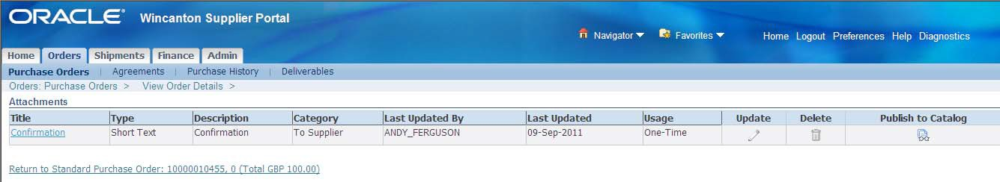 ORACLE® Wincanton Supplier Portal
Navigator Favorites Home Logout Preferences Help Diagnostics
Home Orders Shipments Finance Admin
Purchase Orders | Agreements | Purchase History | Deliverables
Orders: Purchase Orders > View Order Details >
Attachments
Title Type Description Category Last Updated By Last Updated Usage Update Delete Publish to Catalog
Confirmation Short Text Confirmation To Supplier ANDY_FERGUSON 09-Sep-2011 One-Time
Return to Standard Purchase Order: 10000010455, 0 (Total GBP 100.00)